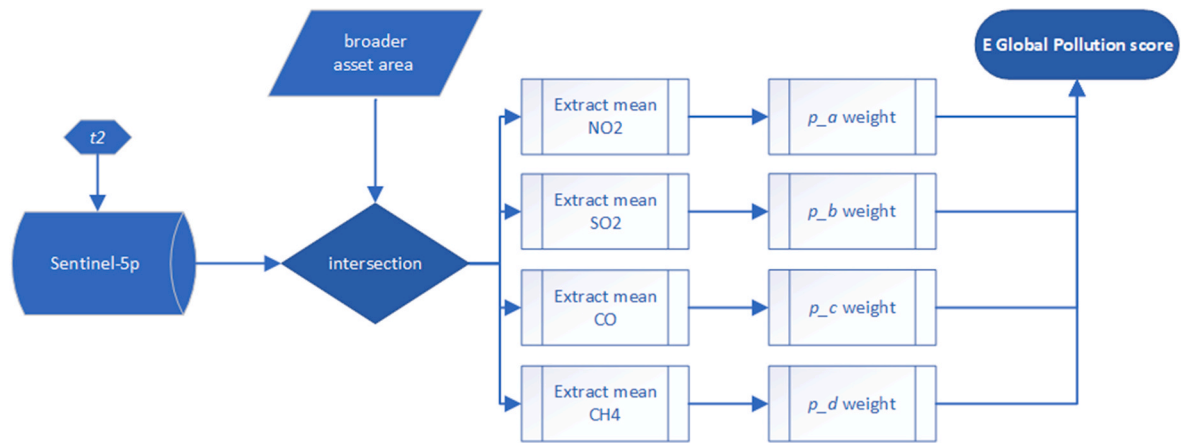 broader
asset area
E Global Pollution score
t2
Sentinel-5p
intersection
Extract mean
NO2
p_a weight
Extract mean
SO2
p_b weight
Extract mean
CO
p_c weight
Extract mean
CH4
p_d weight